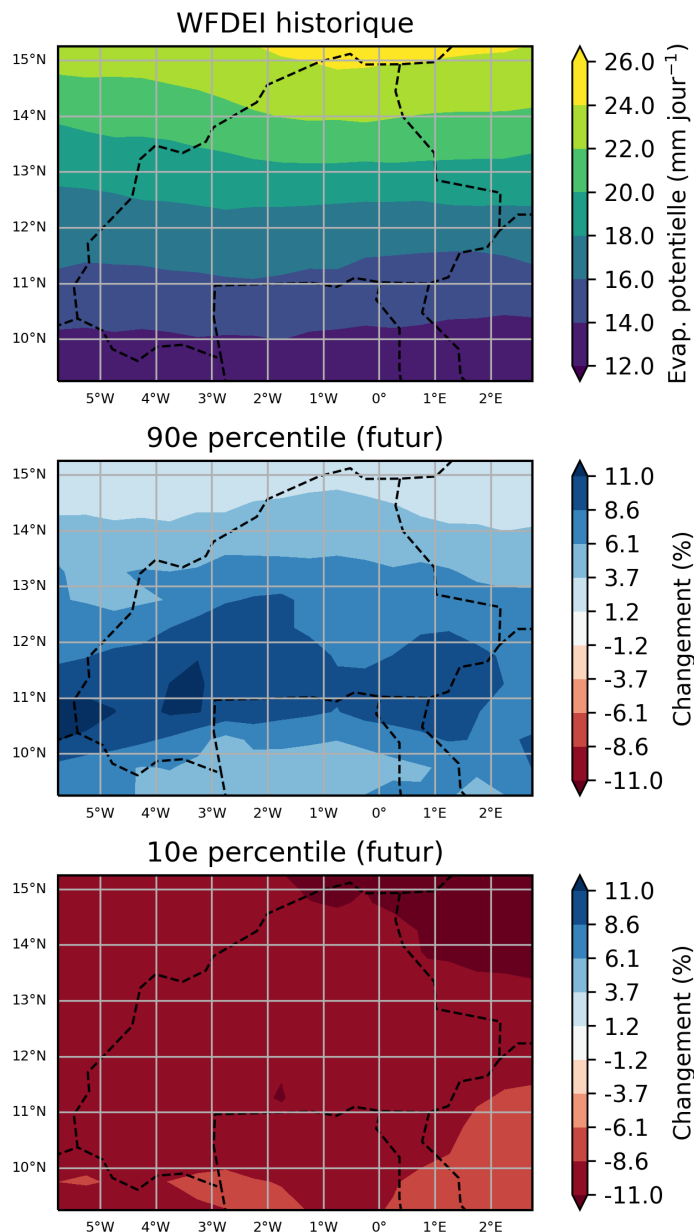 WFDEI historique
15°N
14°N
13°N
12°N
11°N
10°N
5°W 4°W 3°W 2°W 1°W 0° 1°E 2°E
26.0
24.0
22.0
20.0
18.0
16.0
14.0
12.0
Evap. potentielle (mm jour⁻¹)
90e percentile (futur)
15°N
14°N
13°N
12°N
11°N
10°N
5°W 4°W 3°W 2°W 1°W 0° 1°E 2°E
11.0
8.6
6.1
3.7
1.2
-1.2
-3.7
-6.1
-8.6
-11.0
Changement (%)
10e percentile (futur)
15°N
14°N
13°N
12°N
11°N
10°N
5°W 4°W 3°W 2°W 1°W 0° 1°E 2°E
11.0
8.6
6.1
3.7
1.2
-1.2
-3.7
-6.1
-8.6
-11.0
Changement (%)